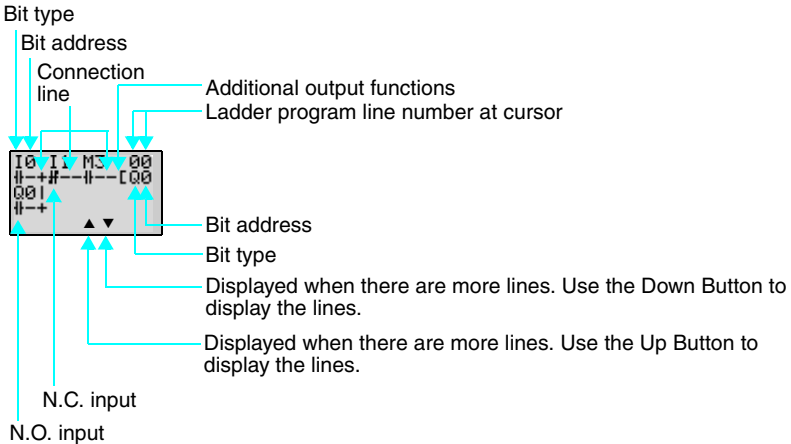 Bit type
Bit address
Connection
line
Additional output functions
Ladder program line number at cursor
I0 I1 M3 00
[Q0
Q0
▲ ▼
Bit address
Bit type
Displayed when there are more lines. Use the Down Button to
display the lines.
Displayed when there are more lines. Use the Up Button to
display the lines.
N.C. input
N.O. input